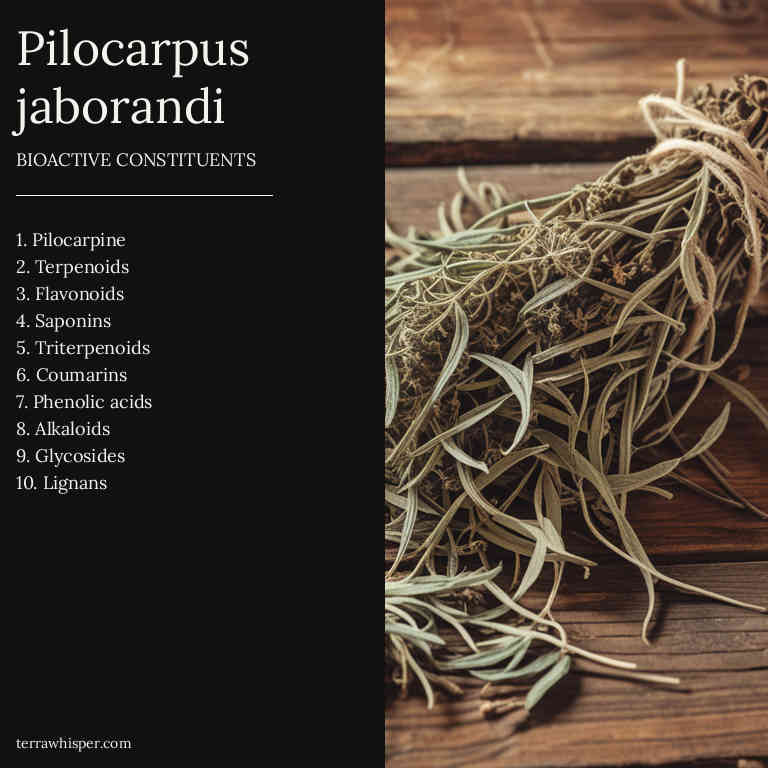 Pilocarpus
jaborandi
BIOACTIVE CONSTITUENTS
1. Pilocarpine
2. Terpenoids
3. Flavonoids
4. Saponins
5. Triterpenoids
6. Coumarins
7. Phenolic acids
8. Alkaloids
9. Glycosides
10. Lignans
terrawhisper.com